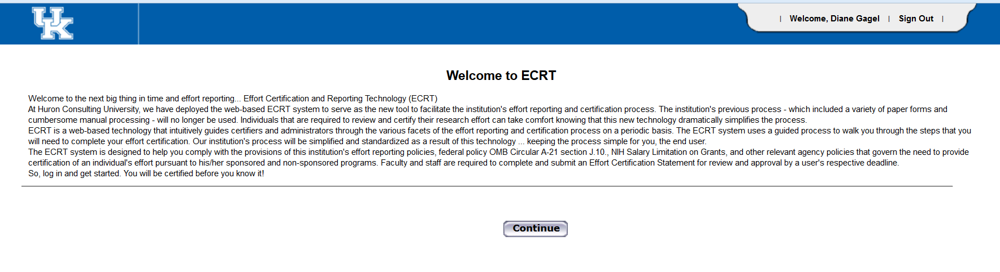 UK
| Welcome, Diane Gagel | Sign Out |
Welcome to ECRT
Welcome to the next big thing in time and effort reporting... Effort Certification and Reporting Technology (ECRT)
At Huron Consulting University, we have deployed the web-based ECRT system to serve as the new tool to facilitate the institution's effort reporting and certification process. The institution's previous process - which included a variety of paper forms and
cumbersome manual processing - will no longer be used. Individuals that are required to review and certify their research effort can take comfort knowing that this new technology dramatically simplifies the process.
ECRT is a web-based technology that intuitively guides certifiers and administrators through the various facets of the effort reporting and certification process on a periodic basis. The ECRT system uses a guided process to walk you through the steps that you
will need to complete your effort certification. Our institution's process will be simplified and standardized as a result of this technology ... keeping the process simple for you, the end user.
The ECRT system is designed to help you comply with the provisions of this institution's effort reporting policies, federal policy OMB Circular A-21 section J.10., NIH Salary Limitation on Grants, and other relevant agency policies that govern the need to provide
certification of an individual's effort pursuant to his/her sponsored and non-sponsored programs. Faculty and staff are required to complete and submit an Effort Certification Statement for review and approval by a user's respective deadline.
So, log in and get started. You will be certified before you know it!
Continue